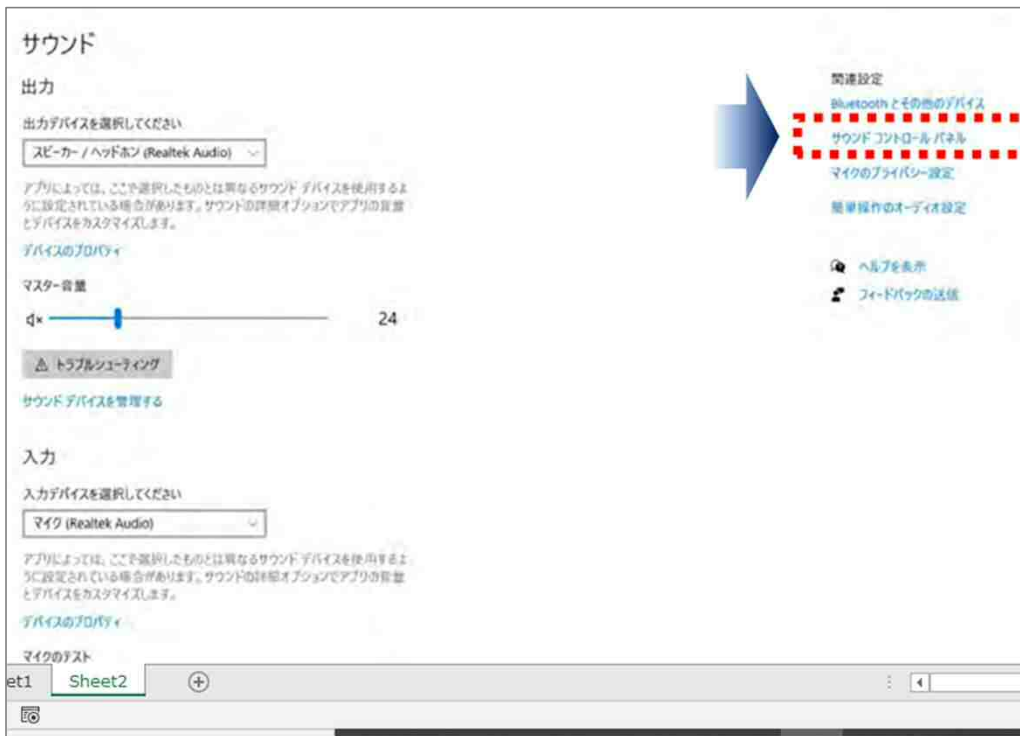 サウンド
出力
出力デバイスを選択してください
スピーカー / ヘッドホン (Realtek Audio)
アプリによっては、ここで選択したものとは異なるサウンド デバイスを使用するよ
うに設定されている場合があります。サウンドの詳細オプションでアプリの音量
とデバイスをカスタマイズします。
デバイスのプロパティ
マスター音量
24
トラブルシューティング
サウンド デバイスを管理する
入力
入力デバイスを選択してください
マイク (Realtek Audio)
アプリによっては、ここで選択したものとは異なるサウンド デバイスを使用するよ
うに設定されている場合があります。サウンドの詳細オプションでアプリの音量
とデバイスをカスタマイズします。
デバイスのプロパティ
マイクのテスト
関連設定
Bluetooth とその他のデバイス
サウンド コントロール パネル
マイクのプライバシー設定
簡単操作のオーディオ設定
ヘルプを表示
フィードバックの送信
et1
Sheet2